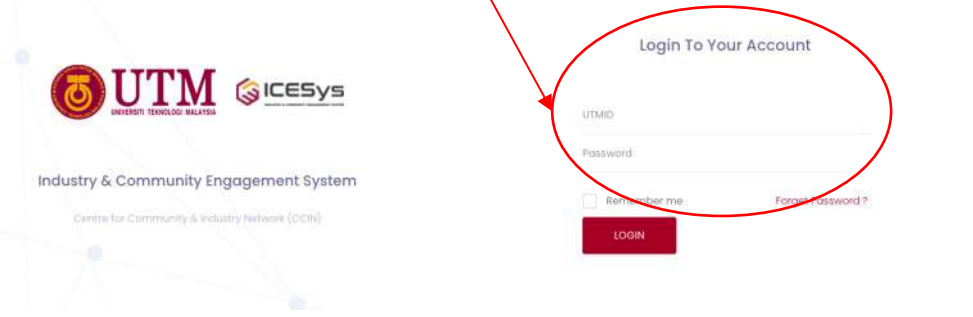 UTM
UNIVERSITI TEKNOLOGI MALAYSIA
ICESys
Industry & Community Engagement System
Centre for Community & Industry Network (CCIN)
Login To Your Account
UTMID
Password
Remember me
Forget Password ?
LOGIN